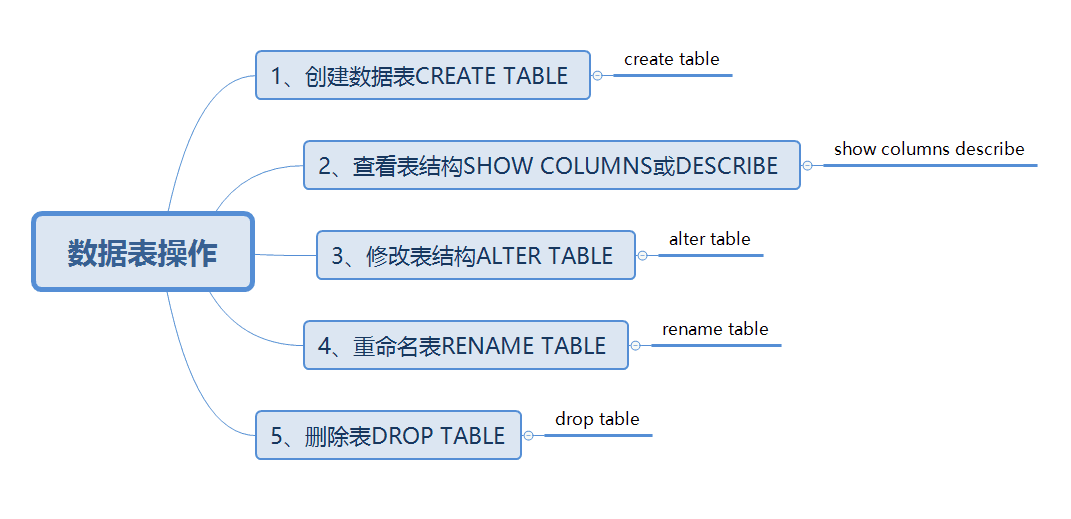 数据表操作
1、创建数据表CREATE TABLE
create table
2、查看表结构SHOW COLUMNS或DESCRIBE
show columns describe
3、修改表结构ALTER TABLE
alter table
4、重命名表RENAME TABLE
rename table
5、删除表DROP TABLE
drop table